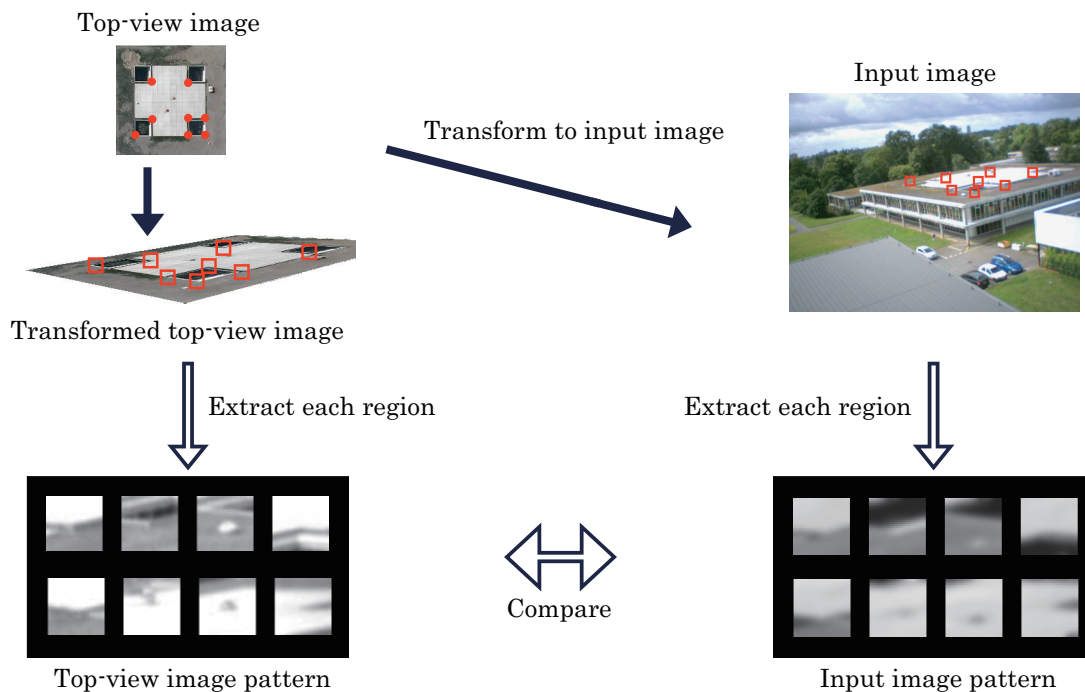 Top-view image
Input image
Transform to input image
Transformed top-view image
Extract each region
Extract each region
Compare
Top-view image pattern
Input image pattern